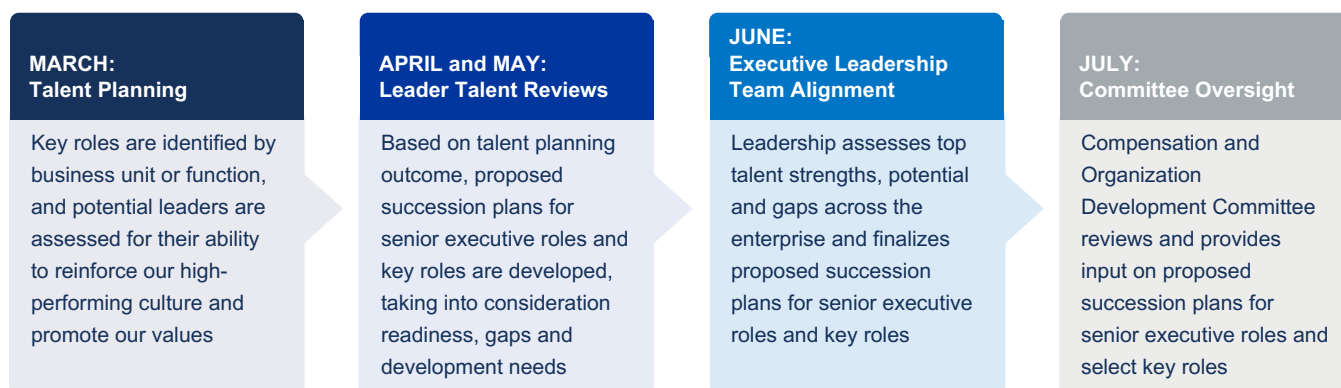 MARCH:
Talent Planning
Key roles are identified by
business unit or function,
and potential leaders are
assessed for their ability
to reinforce our high-
performing culture and
promote our values
APRIL and MAY:
Leader Talent Reviews
Based on talent planning
outcome, proposed
succession plans for
senior executive roles and
key roles are developed,
taking into consideration
readiness, gaps and
development needs
JUNE:
Executive Leadership
Team Alignment
Leadership assesses top
talent strengths, potential
and gaps across the
enterprise and finalizes
proposed succession
plans for senior executive
roles and key roles
JULY:
Committee Oversight
Compensation and
Organization
Development Committee
reviews and provides
input on proposed
succession plans for
senior executive roles and
select key roles